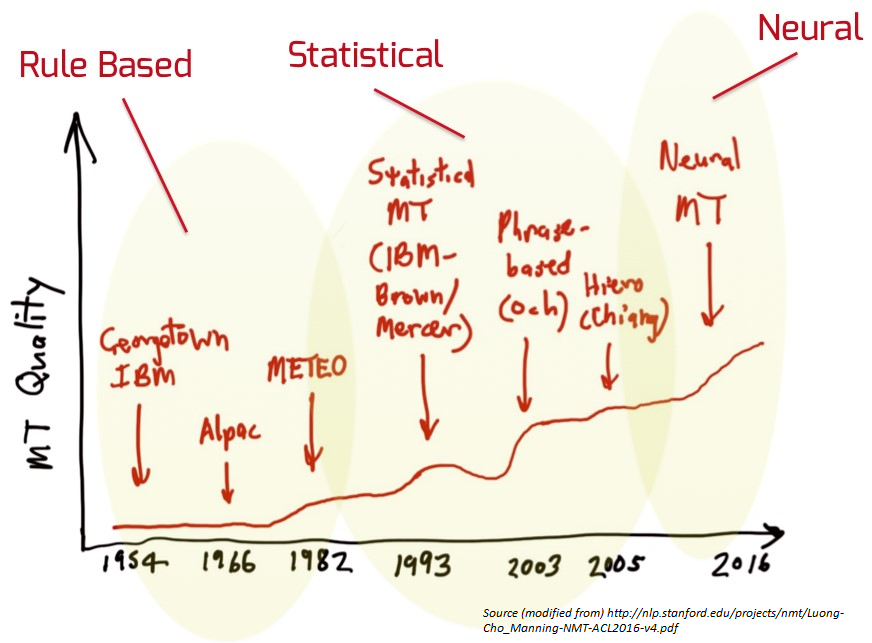 Rule Based
Statistical
Neural
MT Quality
Georgetown
IBM
Alpac
METEO
Statistical
MT
(IBM-
Brown/
Mercer)
Phrase-
based
(Och)
Hiero
(Chiang)
Neural
MT
1954 1966 1982 1993 2003 2005 2016
Source (modified from) http://nlp.stanford.edu/projects/nmt/Luong-
Cho_Manning-NMT-ACL2016-v4.pdf